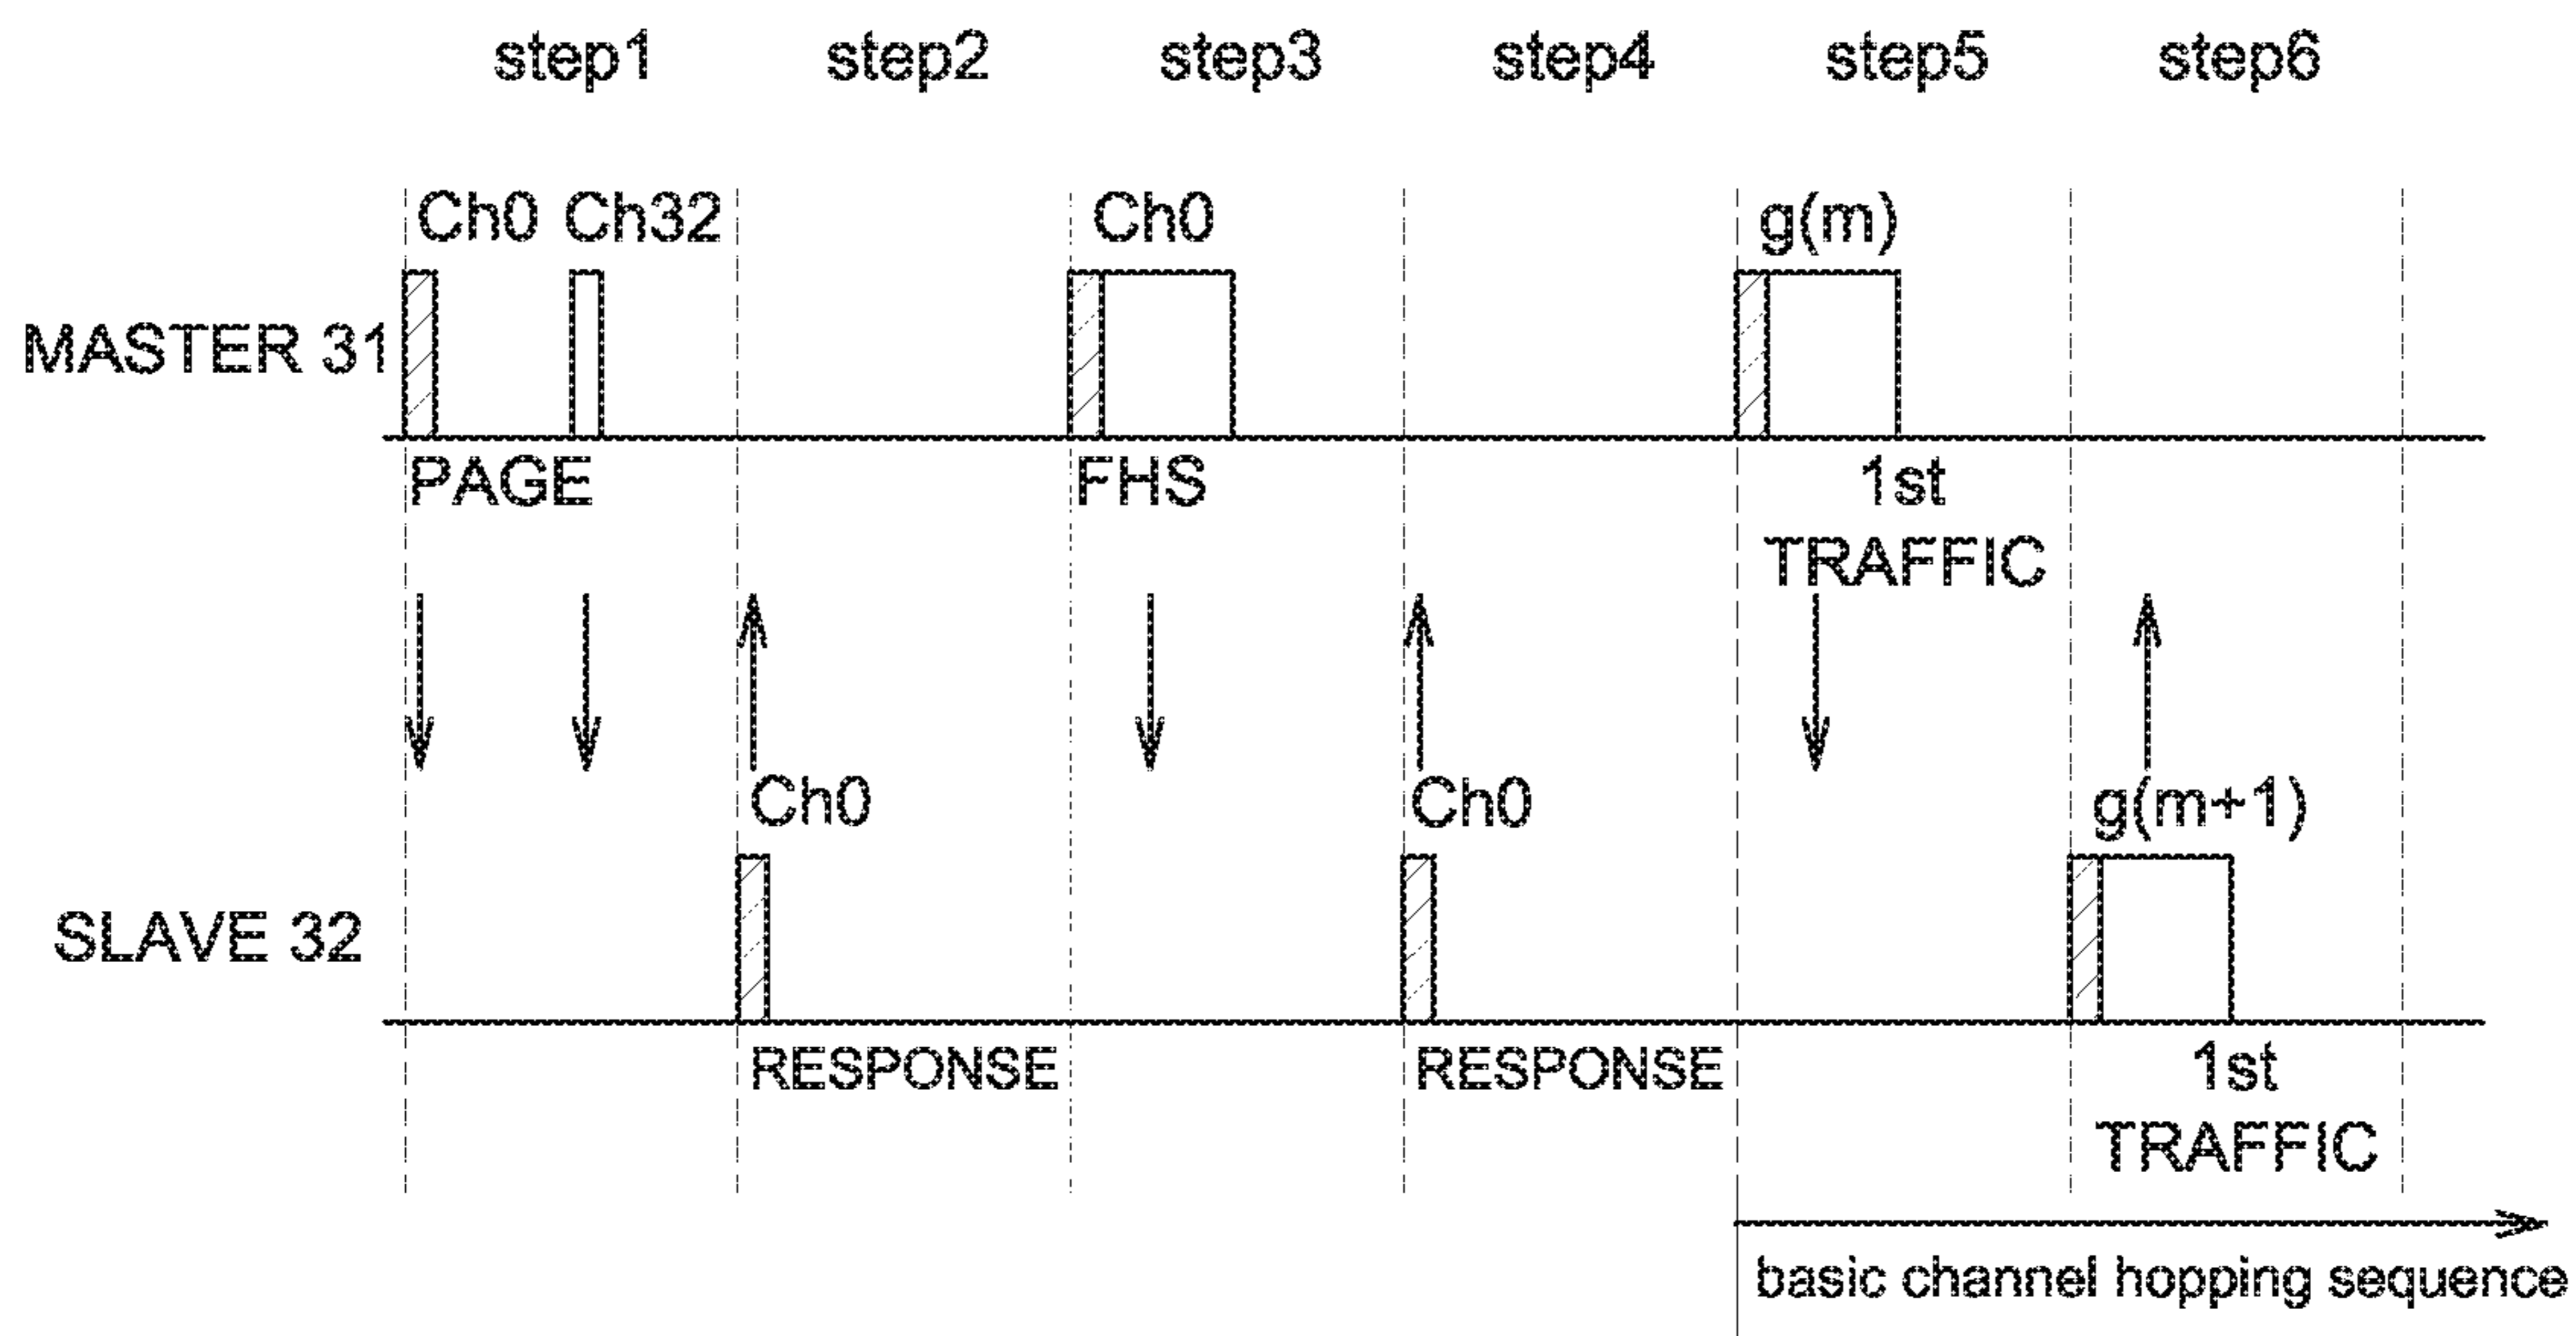 step1 step2 step3 step4 step5 step6
Ch0 Ch32 Ch0 g(m)
MASTER 31
PAGE FHS 1st
TRAFFIC
Ch0 Ch0 g(m+1)
SLAVE 32
RESPONSE RESPONSE 1st
TRAFFIC
basic channel hopping sequence